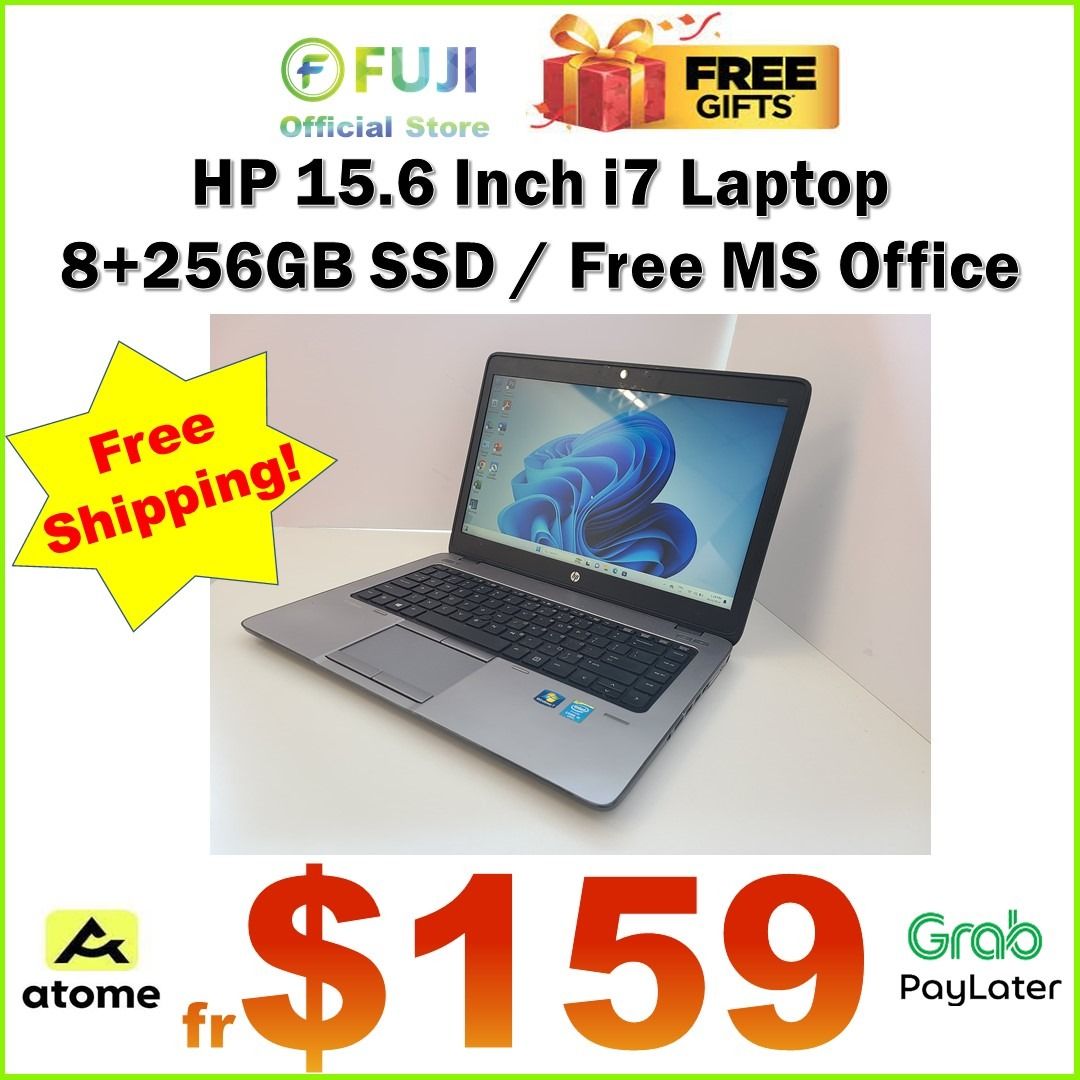 FUJI
Official Store
FREE
GIFTS
HP 15.6 Inch i7 Laptop
8+256GB SSD / Free MS Office
Free
Shipping!
hp
atome
fr $159
Grab
PayLater